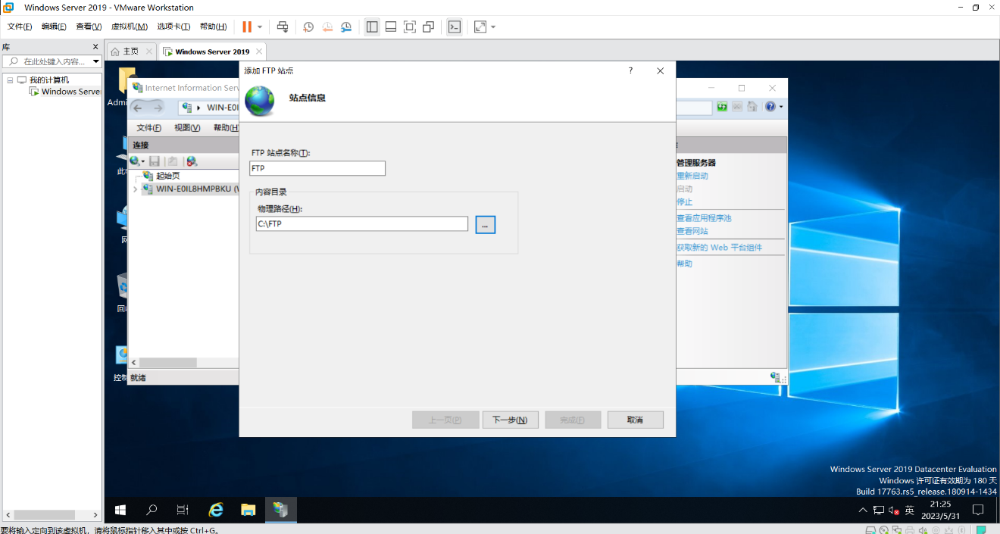 Windows Server 2019 - VMware Workstation
文件(F) 编辑(E) 查看(V) 虚拟机(M) 选项卡(T) 帮助(H)
库
在此处键入内容...
我的计算机
Windows Serve
主页
Windows Server 2019
Admi
此
网
回
控制
Internet Information Serv
WIN-E0I
文件(F) 视图(V) 帮助(H
连接
起始页
WIN-E0IL8HMPBKU (V
就绪
添加 FTP 站点
?
站点信息
FTP 站点名称(T):
FTP
内容目录
物理路径(H):
C:\FTP
...
上一页(P) 下一步(N) 完成(F) 取消
管理服务器
重新启动
启动
停止
查看应用程序池
查看网站
获取新的 Web 平台组件
帮助
Windows Server 2019 Datacenter Evaluation
Windows 许可证有效期为 180 天
Build 17763.rs5_release.180914-1434
英
21:25
2023/5/31
要将输入定向到该虚拟机，请将鼠标指针移入其中或按 Ctrl+G。